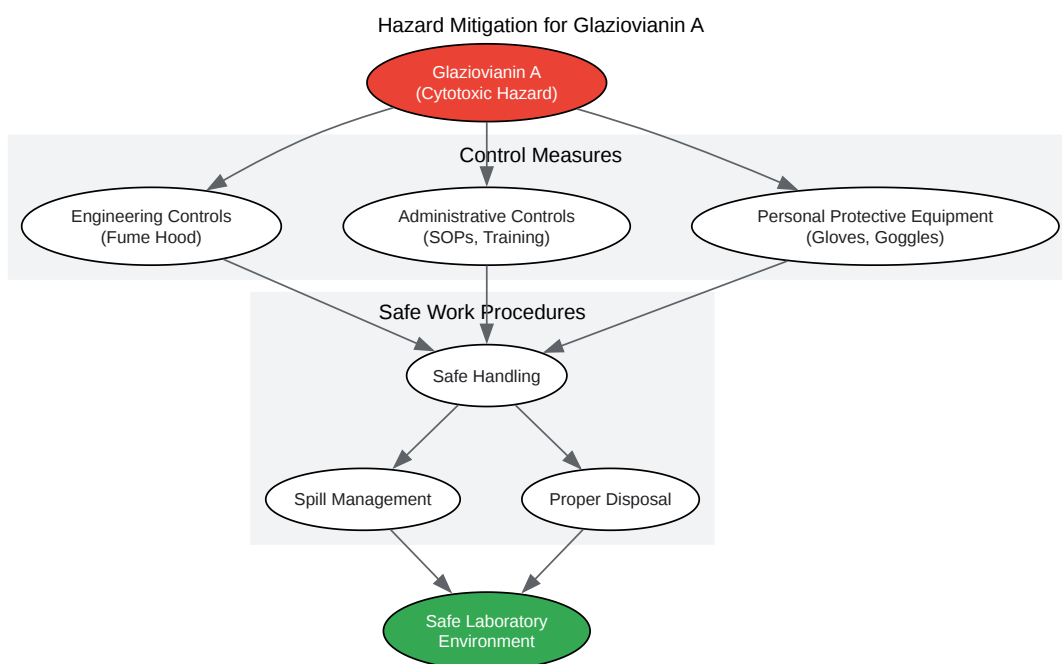 Hazard Mitigation for Glaziovianin A
Glaziovianin A
(Cytotoxic Hazard)
Control Measures
Engineering Controls
(Fume Hood)
Administrative Controls
(SOPs, Training)
Personal Protective Equipment
(Gloves, Goggles)
Safe Work Procedures
Safe Handling
Spill Management
Proper Disposal
Safe Laboratory
Environment